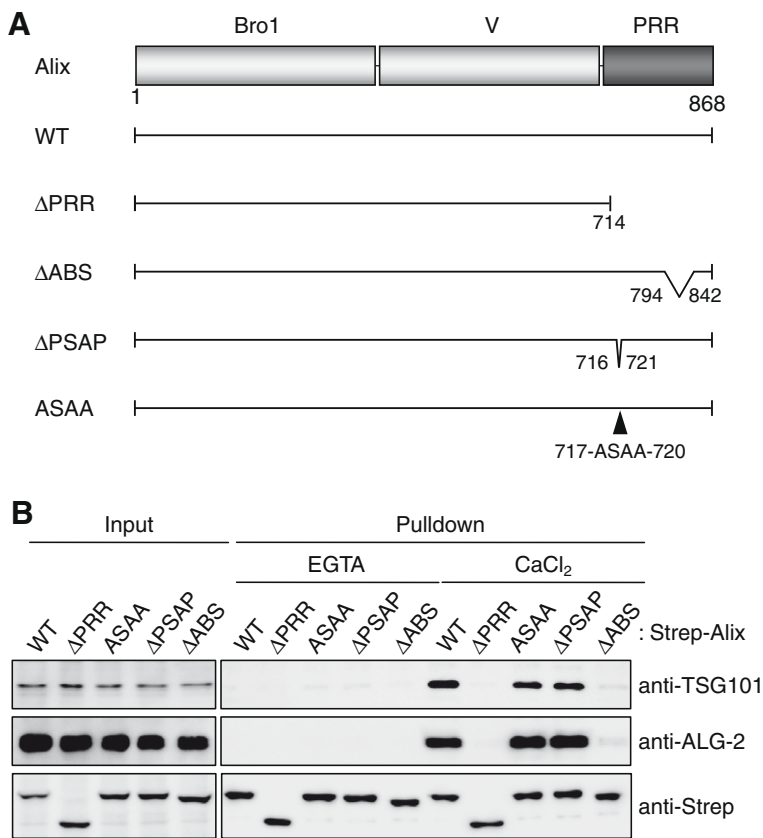 A
Bro1 V PRR
Alix
1 868
WT
ΔPRR
714
ΔABS
794 842
ΔPSAP
716 721
ASAA
717-ASAA-720
B
Input Pulldown
EGTA CaCl₂
WT ΔPRR ASAA ΔPSAP ΔABS WT ΔPRR ASAA ΔPSAP ΔABS WT ΔPRR ASAA ΔPSAP ΔABS : Strep-Alix
anti-TSG101
anti-ALG-2
anti-Strep